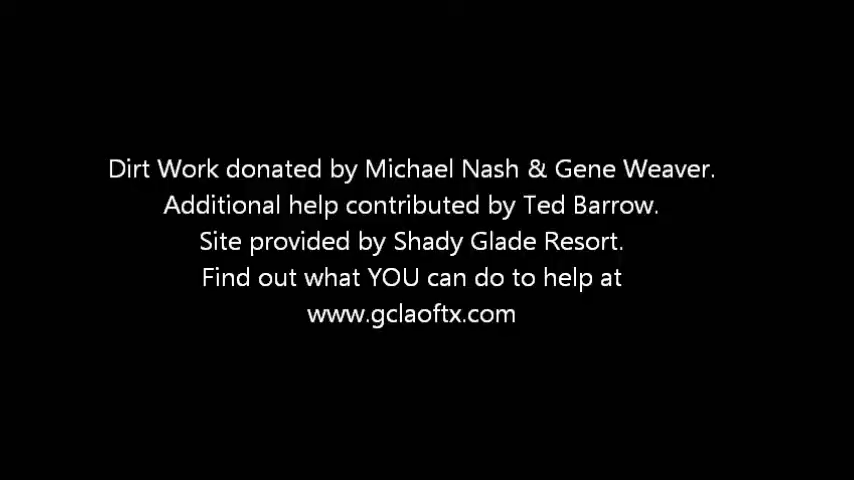 Dirt Work donated by Michael Nash & Gene Weaver.
Additional help contributed by Ted Barrow.
Site provided by Shady Glade Resort.
Find out what YOU can do to help at
www.gclaoftx.com